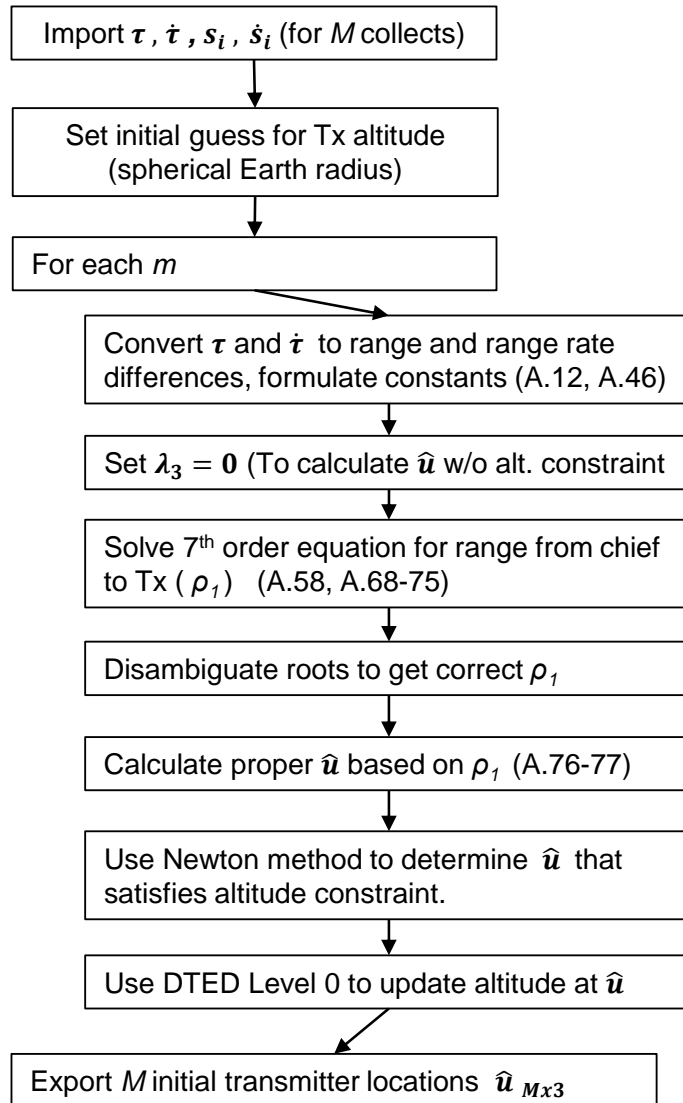 Import τ , τ̇ , s_i , ṡ_i (for M collects)
Set initial guess for Tx altitude
(spherical Earth radius)
For each m
Convert τ and τ̇ to range and range rate
differences, formulate constants (A.12, A.46)
Set λ₃ = 0 (To calculate û w/o alt. constraint
Solve 7th order equation for range from chief
to Tx ( ρ₁ ) (A.58, A.68-75)
Disambiguate roots to get correct ρ₁
Calculate proper û based on ρ₁ (A.76-77)
Use Newton method to determine û that
satisfies altitude constraint.
Use DTED Level 0 to update altitude at û
Export M initial transmitter locations û Mx3